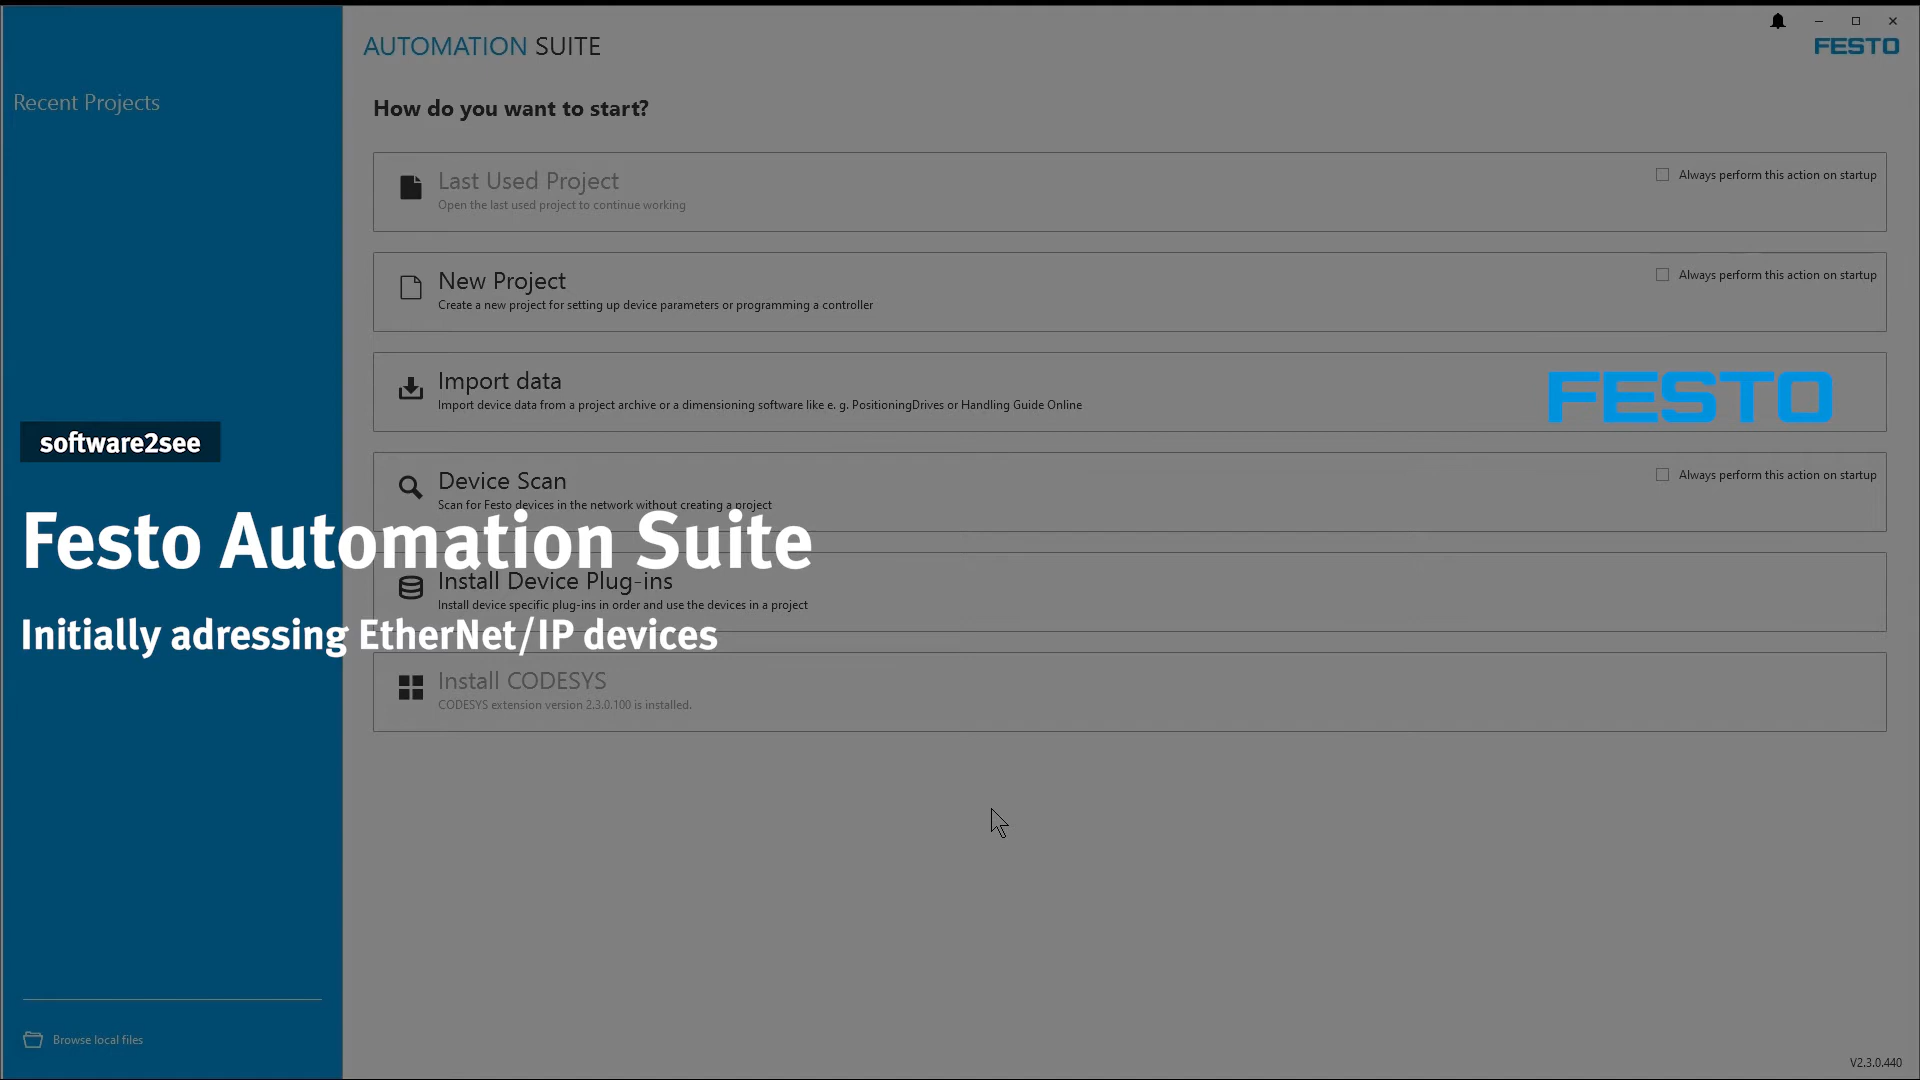 AUTOMATION SUITE
FESTO
Recent Projects
How do you want to start?
Last Used Project
Open the last used project to continue working
Always perform this action on startup
New Project
Create a new project for setting up device parameters or programming a controller
Always perform this action on startup
Import data
Import device data from a project archive or a dimensioning software like e. g. PositioningDrives or Handling Guide Online
FESTO
software2see
Device Scan
Scan for Festo devices in the network without creating a project
Always perform this action on startup
Festo Automation Suite
Install Device Plug-ins
Install device specific plug-ins in order and use the devices in a project
Initially adressing EtherNet/IP devices
Install CODESYS
CODESYS extension version 2.3.0.100 is installed.
Browse local files
V2.3.0.440